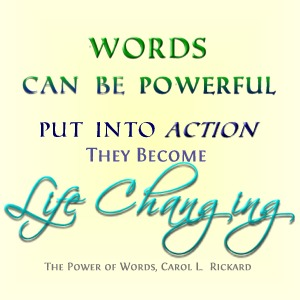 WORDS
CAN BE POWERFUL
PUT INTO ACTION
THEY BECOME
Life Changing
THE POWER OF WORDS, CAROL L. RICKARD